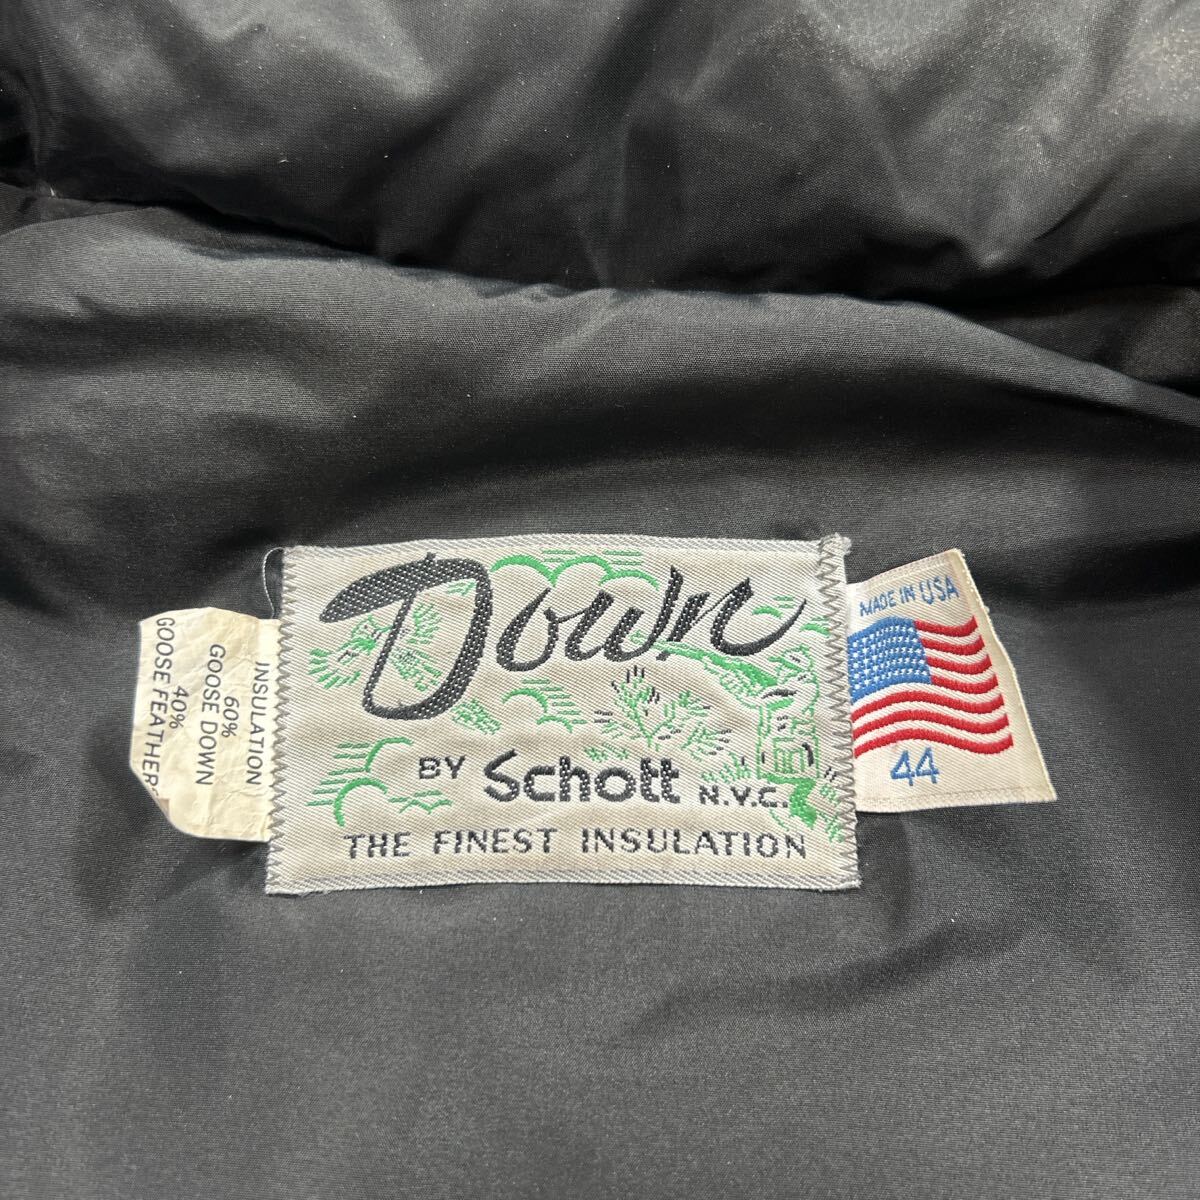 Down
BY Schott N.Y.C.
THE FINEST INSULATION
INSULATION
60%
GOOSE DOWN
40%
GOOSE FEATHER
MADE IN USA
44